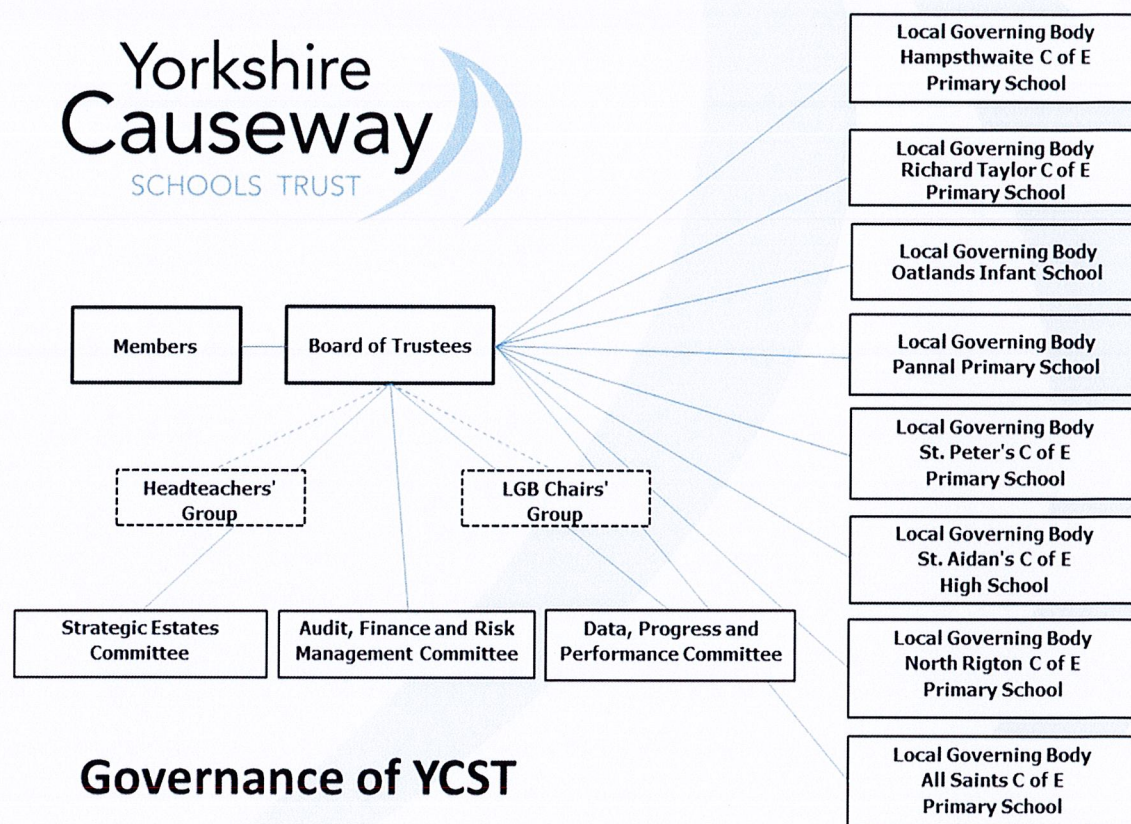 Yorkshire
Causeway
SCHOOLS TRUST
Members
Board of Trustees
Headteachers'
Group
LGB Chairs'
Group
Strategic Estates
Committee
Audit, Finance and Risk
Management Committee
Data, Progress and
Performance Committee
Governance of YCST
Local Governing Body
Hampsthwaite C of E
Primary School
Local Governing Body
Richard Taylor C of E
Primary School
Local Governing Body
Oatlands Infant School
Local Governing Body
Pannal Primary School
Local Governing Body
St. Peter's C of E
Primary School
Local Governing Body
St. Aidan's C of E
High School
Local Governing Body
North Rigton C of E
Primary School
Local Governing Body
All Saints C of E
Primary School